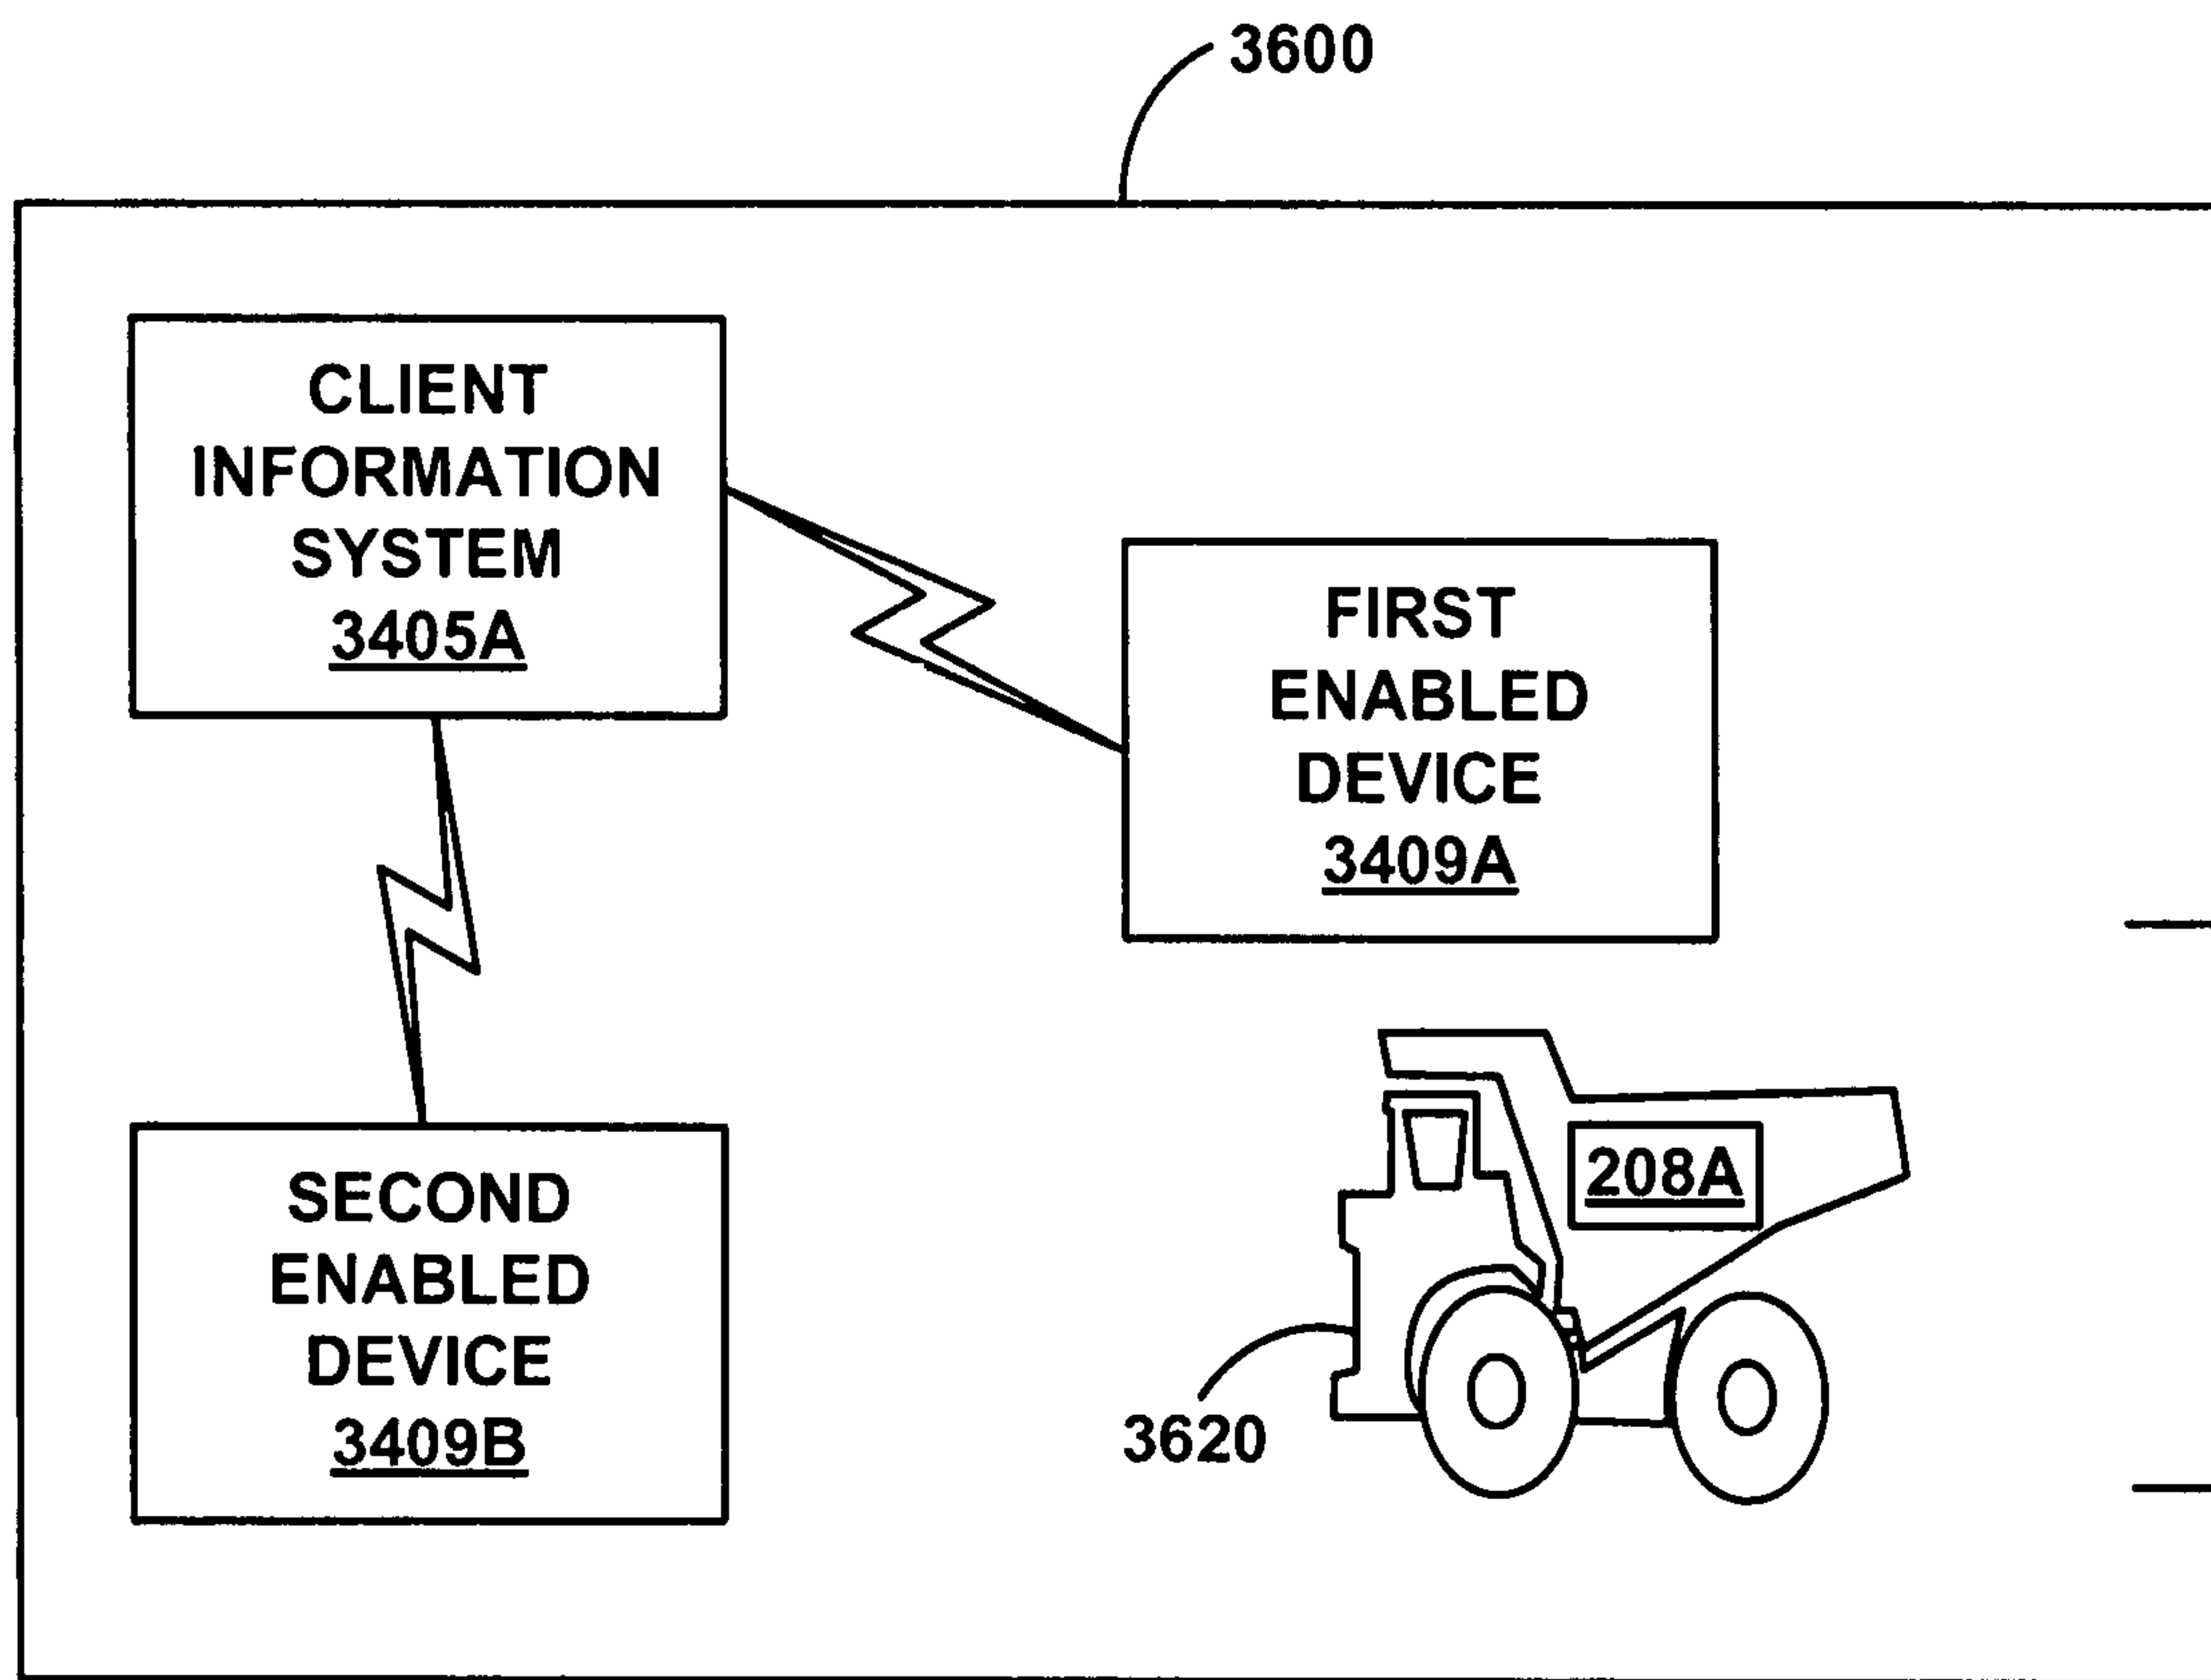 3600
CLIENT
INFORMATION
SYSTEM
3405A
FIRST
ENABLED
DEVICE
3409A
SECOND
ENABLED
DEVICE
3409B
208A
3620